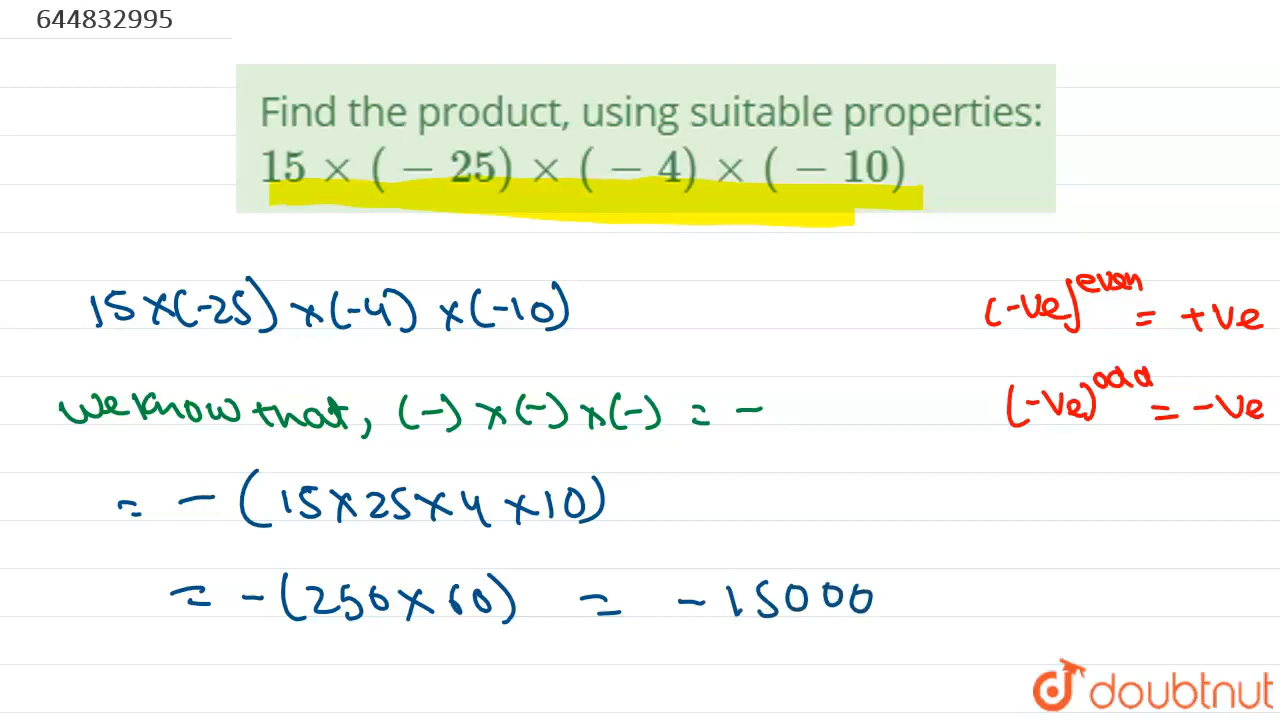 644832995
Find the product, using suitable properties:
15 × ( − 25) × ( − 4) × ( − 10)
15 × (-25) × (-4) × (-10)
(-ve)^even = +ve
We know that, (-) × (-) × (-) = -
(-ve)^odd = -ve
= - (15 × 25 × 4 × 10)
= - (250 × 60) = - 15000
doubtnut